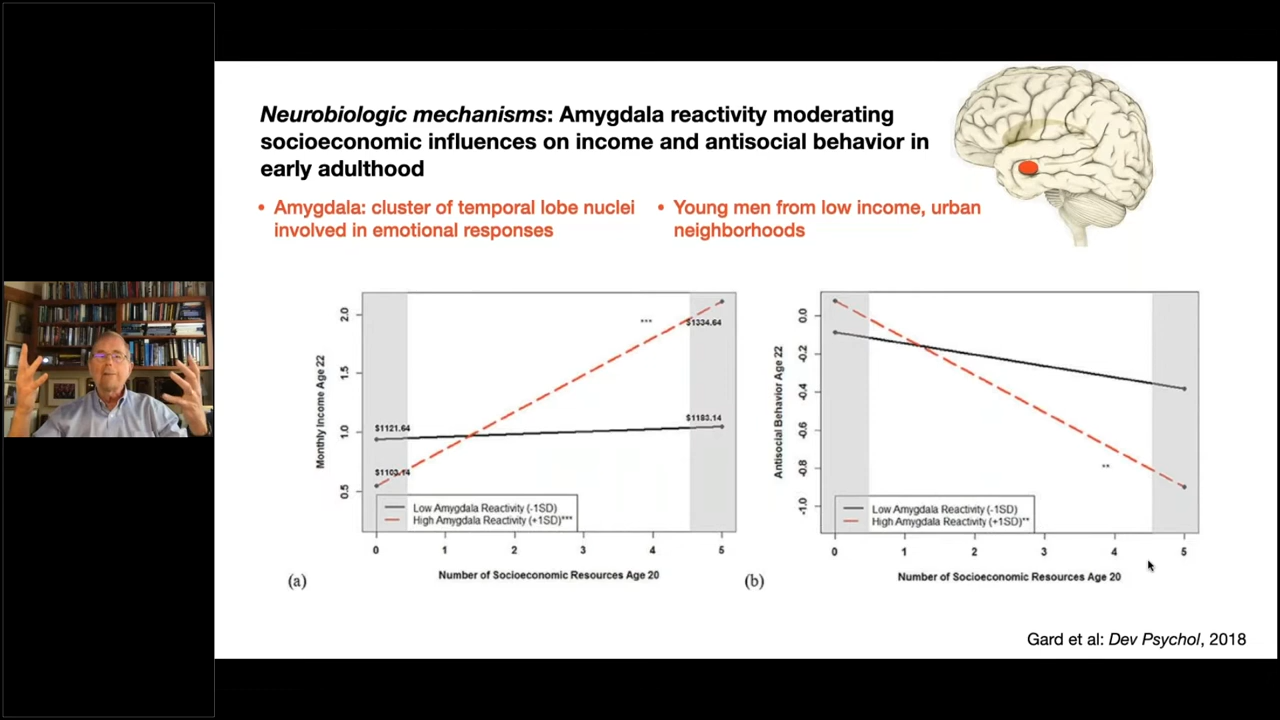 Neurobiologic mechanisms: Amygdala reactivity moderating
socioeconomic influences on income and antisocial behavior in
early adulthood
• Amygdala: cluster of temporal lobe nuclei
involved in emotional responses
• Young men from low income, urban
neighborhoods
Monthly Income Age 22
2.0
1.5
1.0
0.5
***
$1334.64
$1121.64
$1193.14
$1103.14
Low Amygdala Reactivity (-1SD)
High Amygdala Reactivity (+1SD)***
0 1 2 3 4 5
Number of Socioeconomic Resources Age 20
(a)
Antisocial Behavior Age 22
0.0
-0.2
-0.4
-0.6
-0.8
-1.0
**
Low Amygdala Reactivity (-1SD)
High Amygdala Reactivity (+1SD)**
0 1 2 3 4 5
Number of Socioeconomic Resources Age 20
(b)
Gard et al: Dev Psychol, 2018